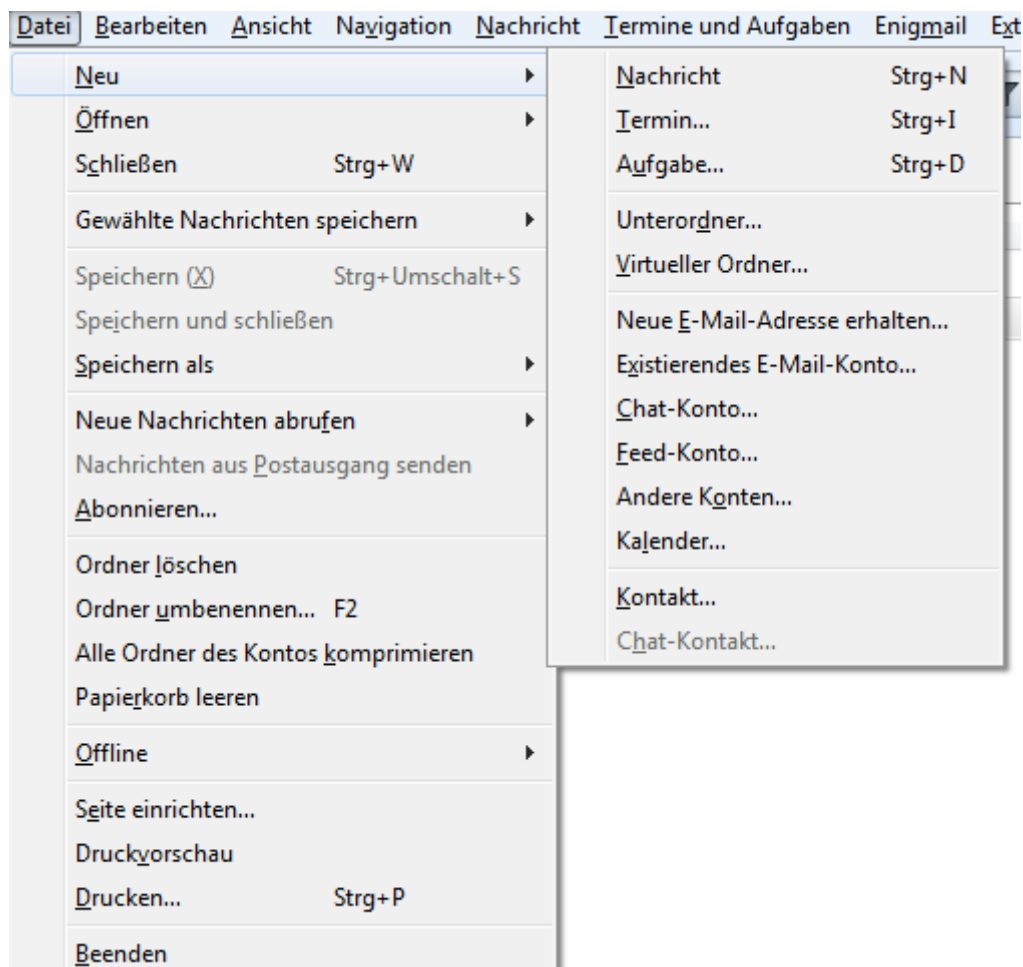 Datei Bearbeiten Ansicht Navigation Nachricht Termine und Aufgaben Enigmail Ext
Neu
Öffnen
Schließen Strg+W
Gewählte Nachrichten speichern
Speichern (X) Strg+Umschalt+S
Speichern und schließen
Speichern als
Neue Nachrichten abrufen
Nachrichten aus Postausgang senden
Abonnieren...
Ordner löschen
Ordner umbenennen... F2
Alle Ordner des Kontos komprimieren
Papierkorb leeren
Offline
Seite einrichten...
Druckvorschau
Drucken... Strg+P
Beenden
Nachricht Strg+N
Termin... Strg+I
Aufgabe... Strg+D
Unterordner...
Virtueller Ordner...
Neue E-Mail-Adresse erhalten...
Existierendes E-Mail-Konto...
Chat-Konto...
Feed-Konto...
Andere Konten...
Kalender...
Kontakt...
Chat-Kontakt...